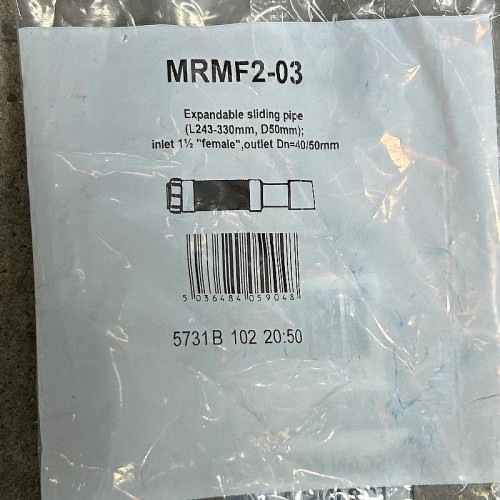 MRMF2-03
Expandable sliding pipe
(L243-330mm, D50mm);
inlet 1½ "female",outlet Dn=40/50mm
5 036484 059048
5731B 102 20:50